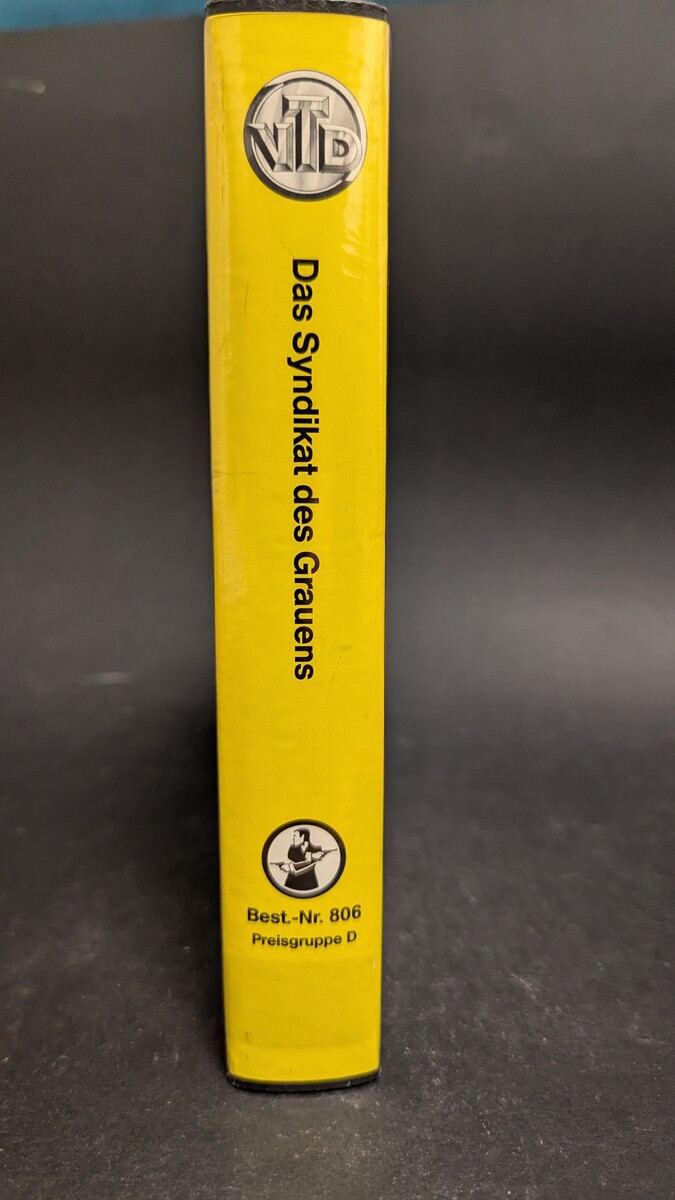 VTD
Das Syndikat des Grauens
Best.-Nr. 806
Preisgruppe D